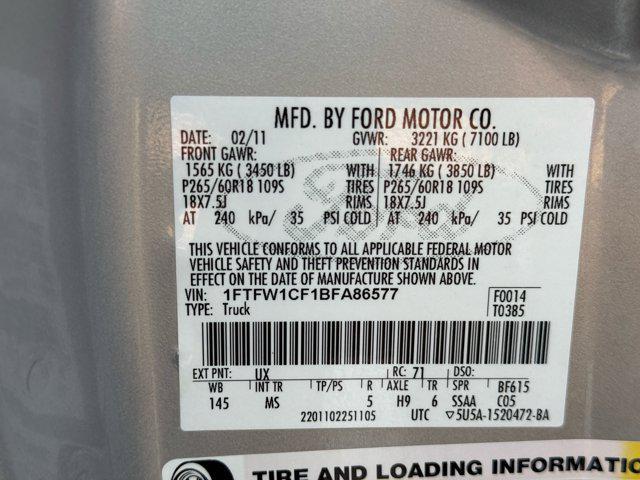 MFD. BY FORD MOTOR CO.
DATE: 02/11 GVWR: 3221 KG ( 7100 LB)
FRONT GAWR: REAR GAWR:
1565 KG ( 3450 LB) WITH 1746 KG ( 3850 LB) WITH
P265/60R18 109S TIRES P265/60R18 109S TIRES
18X7.5J RIMS 18X7.5J RIMS
AT 240 kPa/ 35 PSI COLD AT 240 kPa/ 35 PSI COLD
Ford
THIS VEHICLE CONFORMS TO ALL APPLICABLE FEDERAL MOTOR
VEHICLE SAFETY AND THEFT PREVENTION STANDARDS IN
EFFECT ON THE DATE OF MANUFACTURE SHOWN ABOVE.
VIN: 1FTFW1CF1BFA86577 F0014
TYPE: Truck T0385
EXT PNT: UX RC: 71 DSO:
WB INT TR TP/PS R AXLE TR SPR BF615
145 MS 5 H9 6 SSAA C05
2201102251105 UTC ▽5U5A-1520472-BA
TIRE AND LOADING INFORMATIO